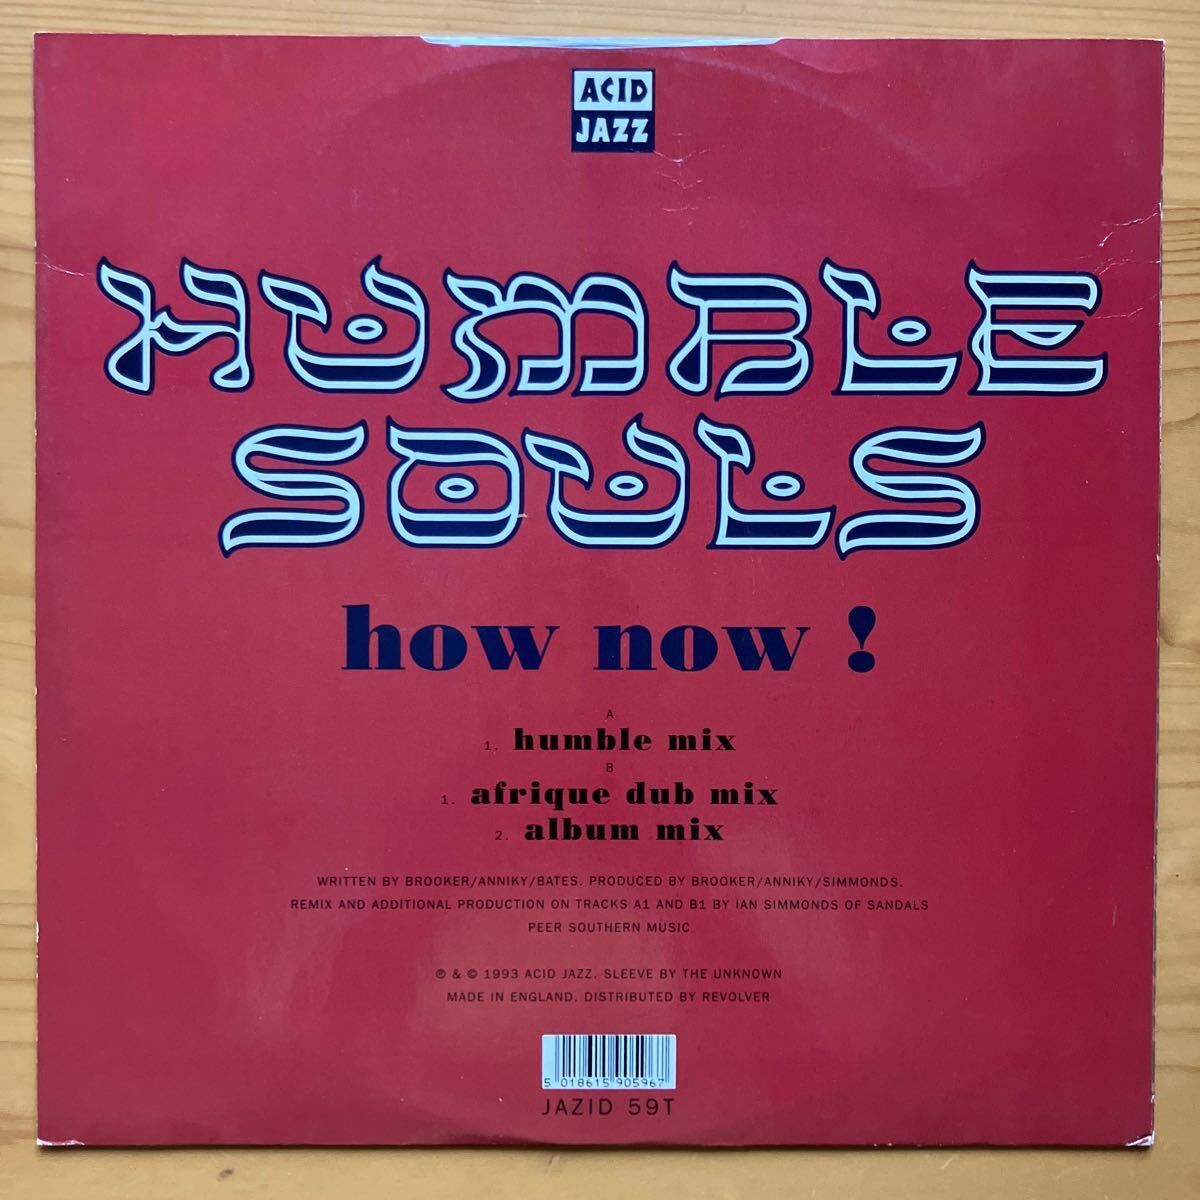 ACID
JAZZ
HUMBLE
SOULS
how now !
A
1. humble mix
B
1. afrique dub mix
2. album mix
WRITTEN BY BROOKER/ANNIKY/BATES. PRODUCED BY BROOKER/ANNIKY/SIMMONDS.
REMIX AND ADDITIONAL PRODUCTION ON TRACKS A1 AND B1 BY IAN SIMMONDS OF SANDALS
PEER SOUTHERN MUSIC
℗ & © 1993 ACID JAZZ. SLEEVE BY THE UNKNOWN
MADE IN ENGLAND. DISTRIBUTED BY REVOLVER
5 018615 905967
JAZID 59T